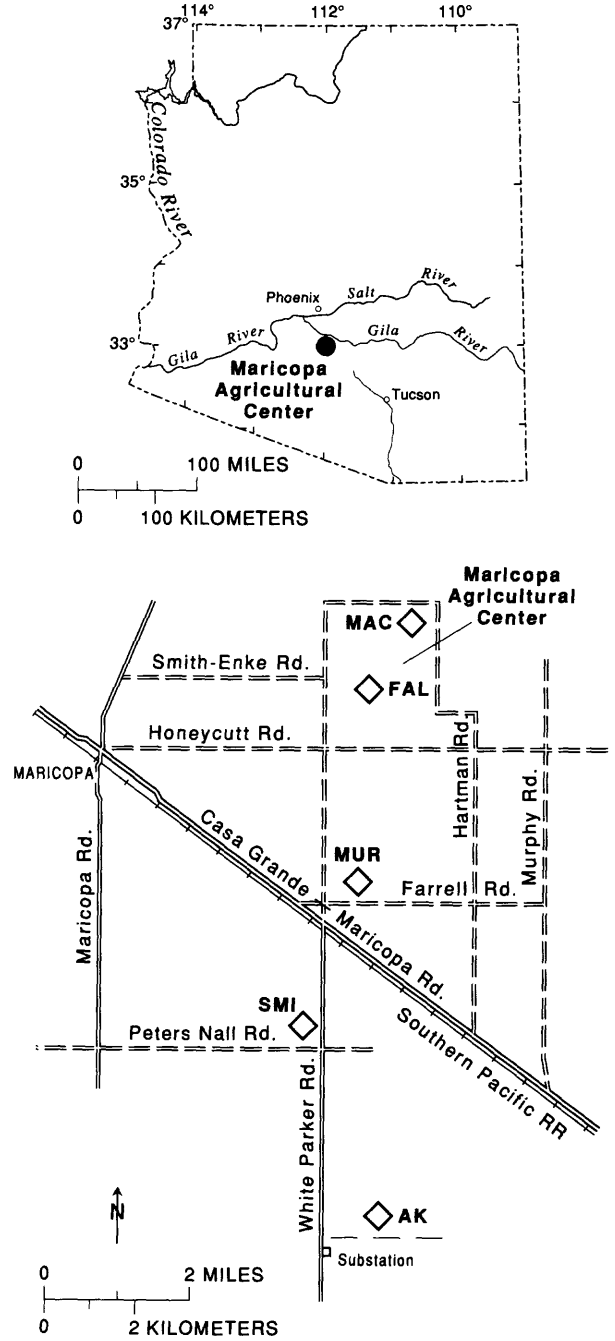 114°
112°
110°
37°
Colorado River
35°
River
Phoenix
Salt
33°
Gila
River
Gila
River
Maricopa
Agricultural
Center
Tucson
0 100 MILES
0 100 KILOMETERS
Maricopa
Agricultural
Center
MAC
Smith-Enke Rd.
FAL
Honeycutt Rd.
MARICOPA
Hartman Rd.
Murphy Rd.
Maricopa Rd.
Casa Grande
MUR
Farrell Rd.
Maricopa Rd.
SMI
Peters Nall Rd.
Southern Pacific RR
White Parker Rd.
N
AK
Substation
0 2 MILES
0 2 KILOMETERS